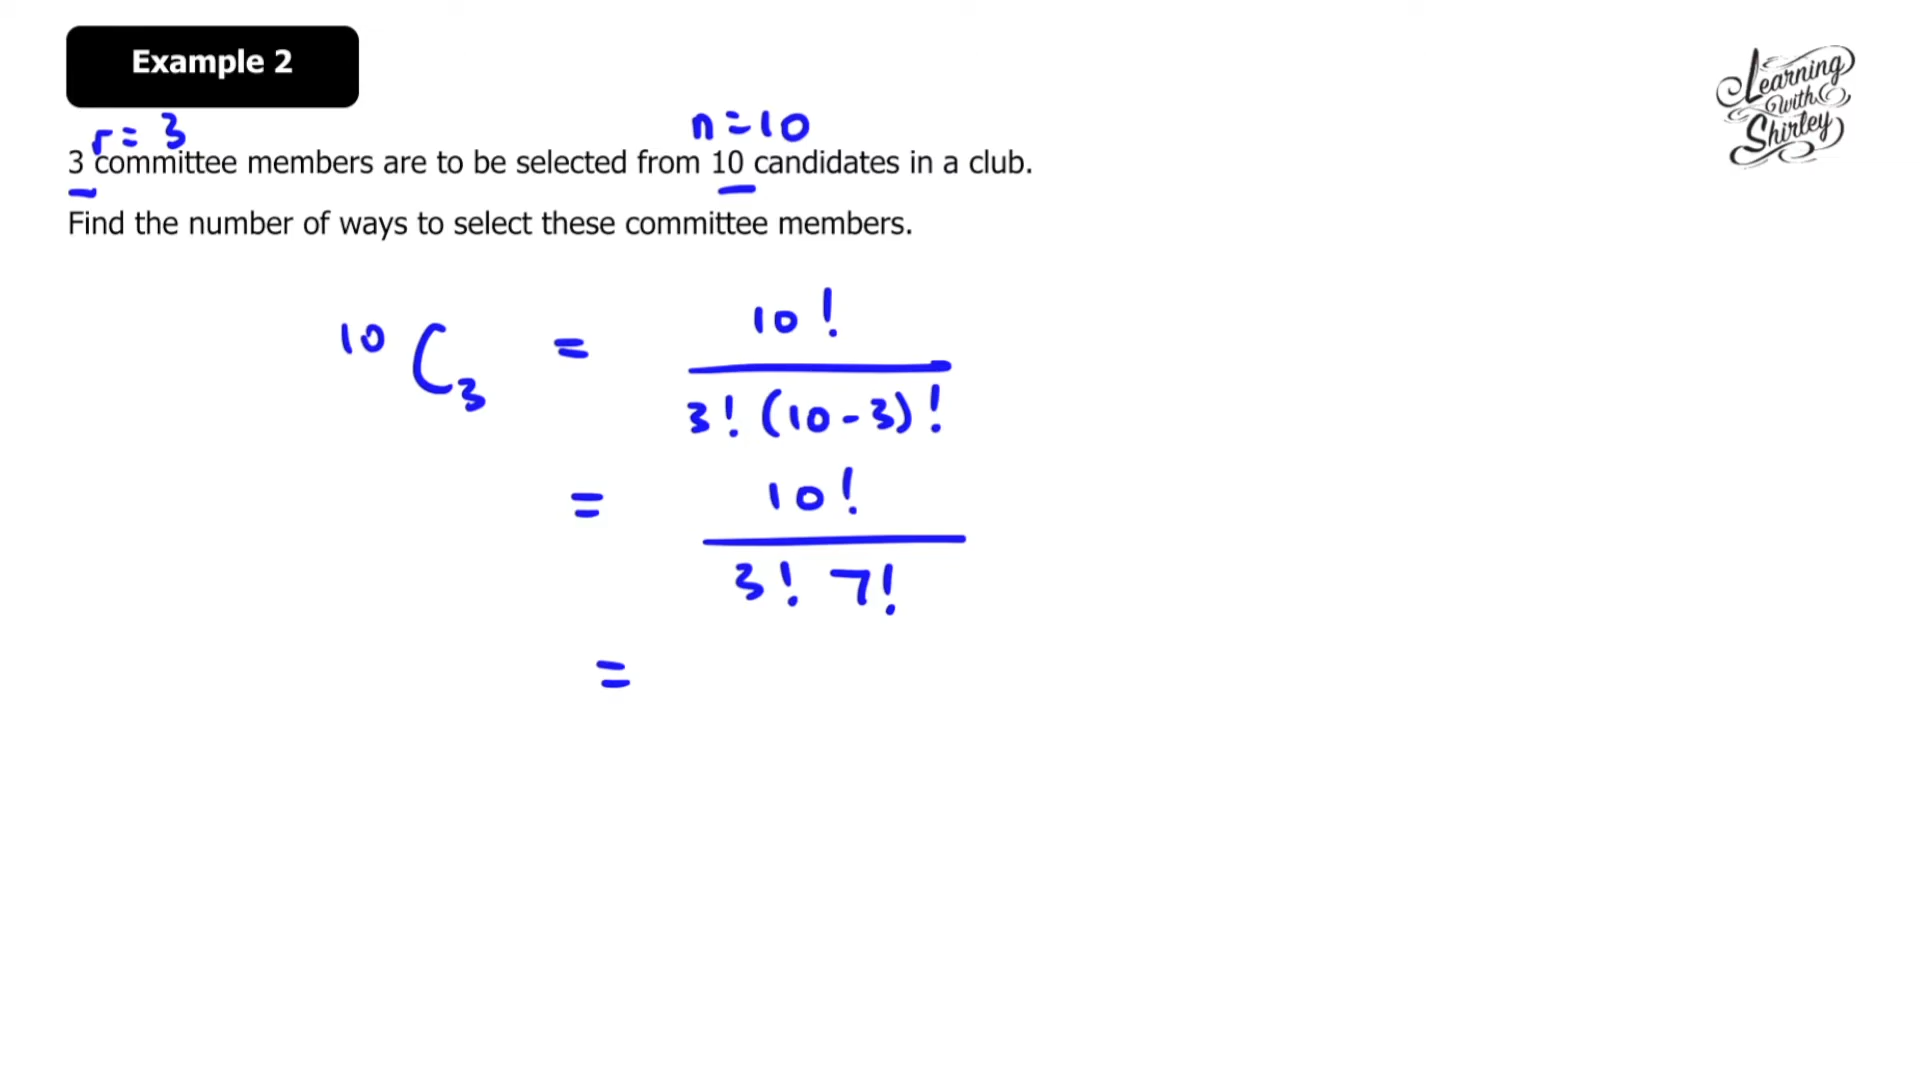 Example 2
Learning
with
Shirley
r = 3
n = 10
3 committee members are to be selected from 10 candidates in a club.
Find the number of ways to select these committee members.
¹⁰C₃ = 10! / 3! (10 - 3)!
= 10! / 3! 7!
=